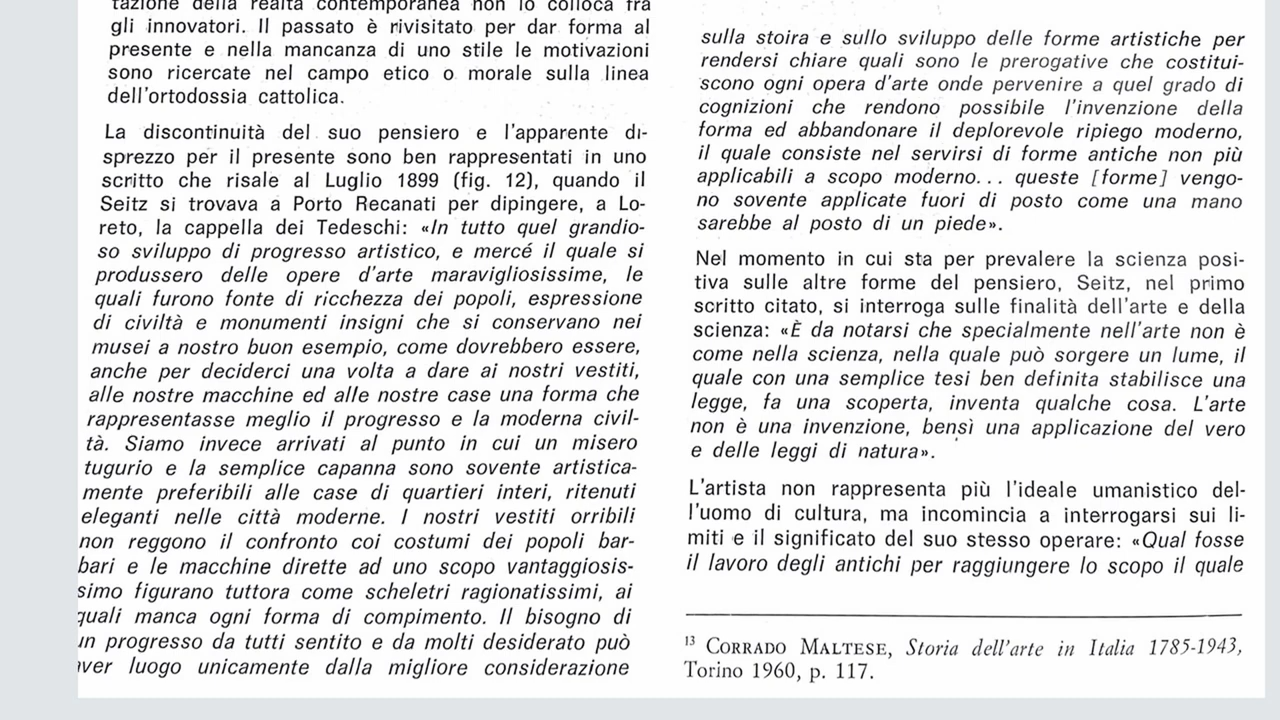 tazione della realtà contemporanea non lo colloca fra
gli innovatori. Il passato è rivisitato per dar forma al
presente e nella mancanza di uno stile le motivazioni
sono ricercate nel campo etico o morale sulla linea
dell'ortodossia cattolica.
La discontinuità del suo pensiero e l'apparente di-
sprezzo per il presente sono ben rappresentati in uno
scritto che risale al Luglio 1899 (fig. 12), quando il
Seitz si trovava a Porto Recanati per dipingere, a Lo-
reto, la cappella dei Tedeschi: «In tutto quel grandio-
so sviluppo di progresso artistico, e mercé il quale si
produssero delle opere d'arte maravigliosissime, le
quali furono fonte di ricchezza dei popoli, espressione
di civiltà e monumenti insigni che si conservano nei
musei a nostro buon esempio, come dovrebbero essere,
anche per deciderci una volta a dare ai nostri vestiti,
alle nostre macchine ed alle nostre case una forma che
rappresentasse meglio il progresso e la moderna civil-
tà. Siamo invece arrivati al punto in cui un misero
tugurio e la semplice capanna sono sovente artistica-
mente preferibili alle case di quartieri interi, ritenuti
eleganti nelle città moderne. I nostri vestiti orribili
non reggono il confronto coi costumi dei popoli bar-
bari e le macchine dirette ad uno scopo vantaggiosis-
simo figurano tuttora come scheletri ragionatissimi, ai
quali manca ogni forma di compimento. Il bisogno di
un progresso da tutti sentito e da molti desiderato può
aver luogo unicamente dalla migliore considerazione
sulla stoira e sullo sviluppo delle forme artistiche per
rendersi chiare quali sono le prerogative che costitui-
scono ogni opera d'arte onde pervenire a quel grado di
cognizioni che rendono possibile l'invenzione della
forma ed abbandonare il deplorevole ripiego moderno,
il quale consiste nel servirsi di forme antiche non più
applicabili a scopo moderno... queste [forme] vengo-
no sovente applicate fuori di posto come una mano
sarebbe al posto di un piede».
Nel momento in cui sta per prevalere la scienza posi-
tiva sulle altre forme del pensiero, Seitz, nel primo
scritto citato, si interroga sulle finalità dell'arte e della
scienza: «È da notarsi che specialmente nell'arte non è
come nella scienza, nella quale può sorgere un lume, il
quale con una semplice tesi ben definita stabilisce una
legge, fa una scoperta, inventa qualche cosa. L'arte
non è una invenzione, bensì una applicazione del vero
e delle leggi di natura».
L'artista non rappresenta più l'ideale umanistico del-
l'uomo di cultura, ma incomincia a interrogarsi sui li-
miti e il significato del suo stesso operare: «Qual fosse
il lavoro degli antichi per raggiungere lo scopo il quale
13 CORRADO MALTESE, Storia dell'arte in Italia 1785-1943,
Torino 1960, p. 117.